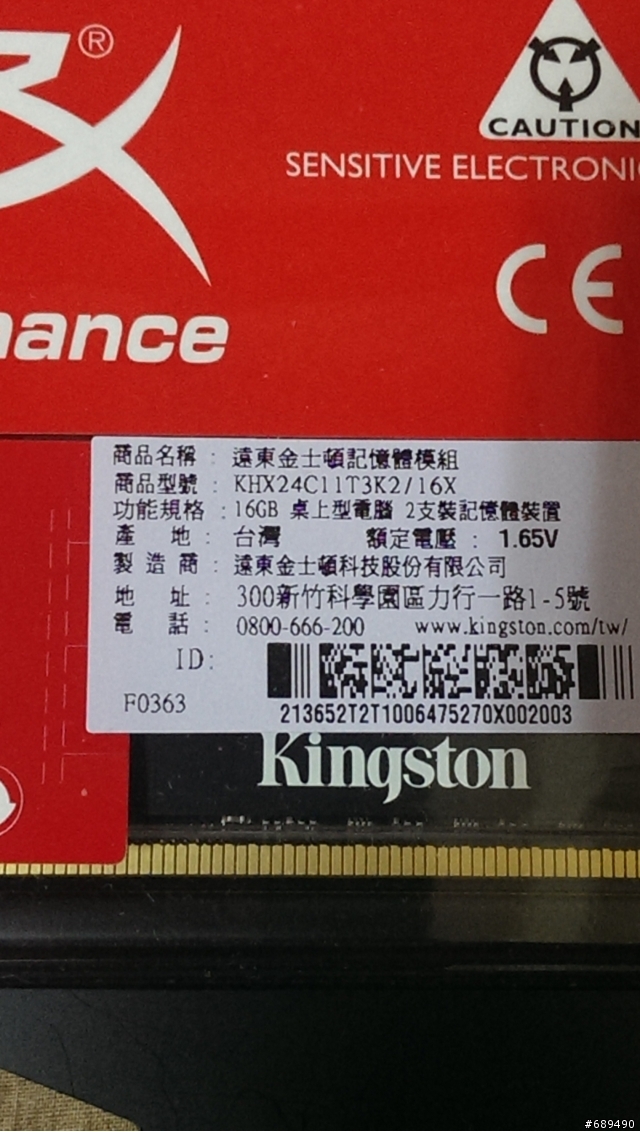 ®
CAUTION
SENSITIVE ELECTRONI
CE
nance
商品名稱 : 遠東金士頓記憶體模組
商品型號 : KHX24C11T3K2/16X
功能規格 : 16GB 桌上型電腦 2支裝記憶體裝置
產 地 : 台灣 額定電壓 : 1.65V
製 造 商 : 遠東金士頓科技股份有限公司
地 址 : 300新竹科學園區力行一路1-5號
電 話 : 0800-666-200 www.kingston.com/tw/
ID:
F0363
213652T2T1006475270X002003
Kingston
#689490